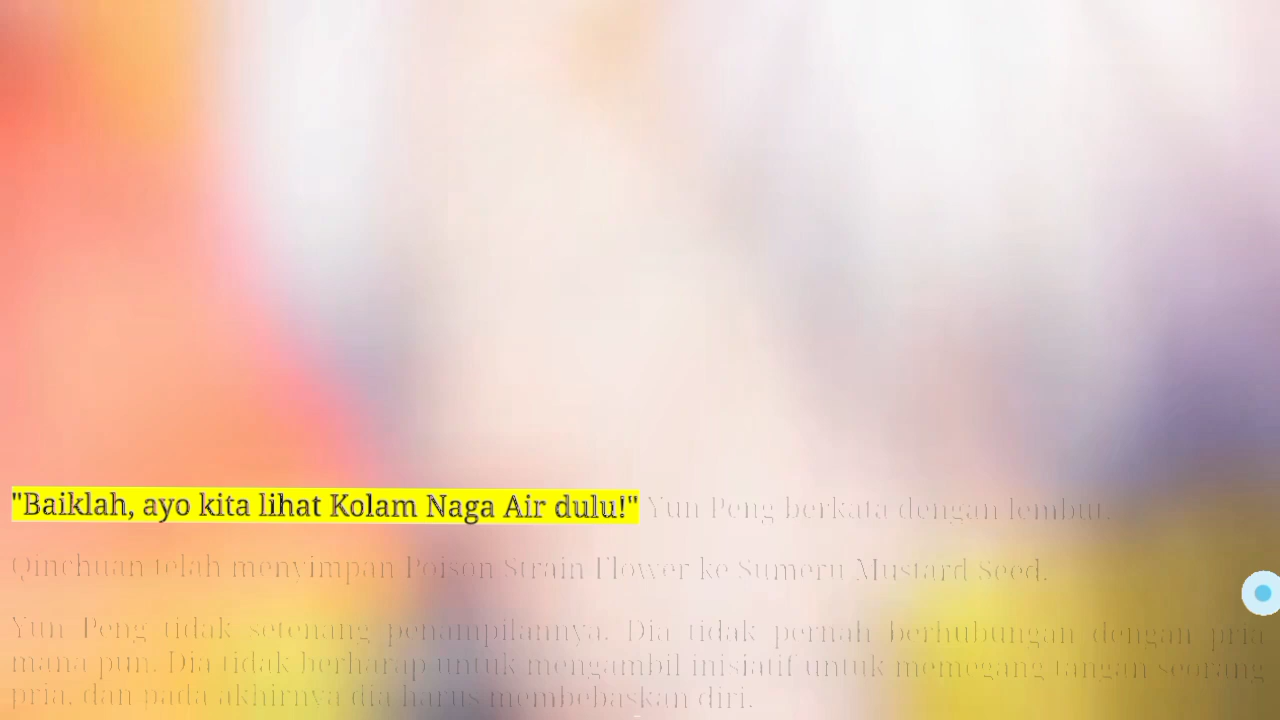 "Baiklah, ayo kita lihat Kolam Naga Air dulu!" Yun Peng berkata dengan lembut.
Qinchuan telah menyimpan Poison Strain Flower ke Sumeru Mustard Seed.
Yun Peng tidak setenang penampilannya. Dia tidak pernah berhubungan dengan pria
mana pun. Dia tidak berharap untuk mengambil inisiatif untuk memegang tangan seorang
pria, dan pada akhirnya dia harus membebaskan diri.